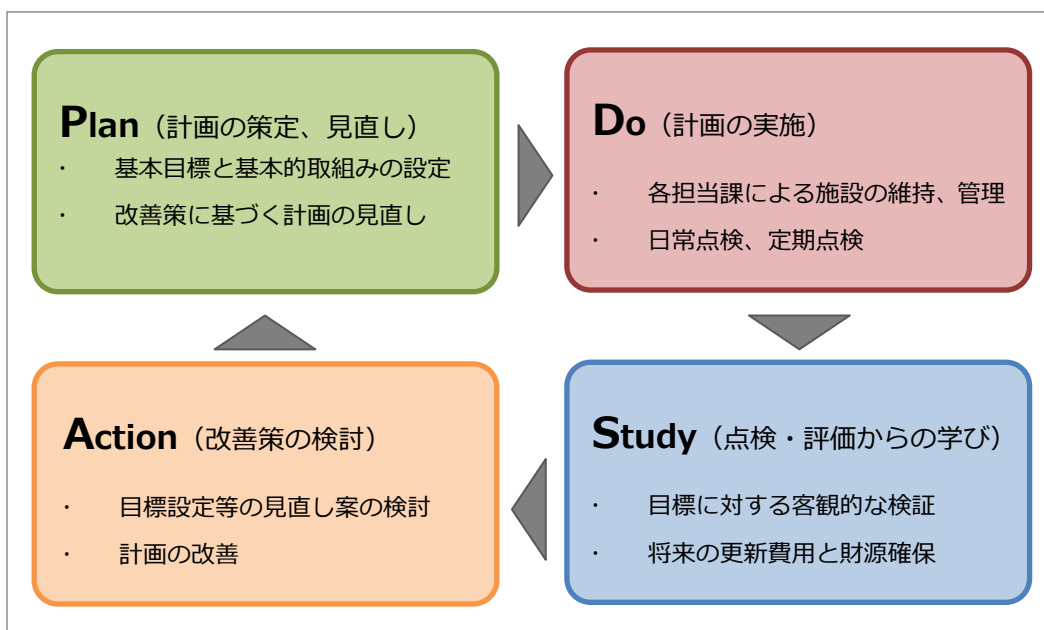 Plan（計画の策定、見直し）
・ 基本目標と基本的取組みの設定
・ 改善策に基づく計画の見直し
Do（計画の実施）
・ 各担当課による施設の維持、管理
・ 日常点検、定期点検
Action（改善策の検討）
・ 目標設定等の見直し案の検討
・ 計画の改善
Study（点検・評価からの学び）
・ 目標に対する客観的な検証
・ 将来の更新費用と財源確保